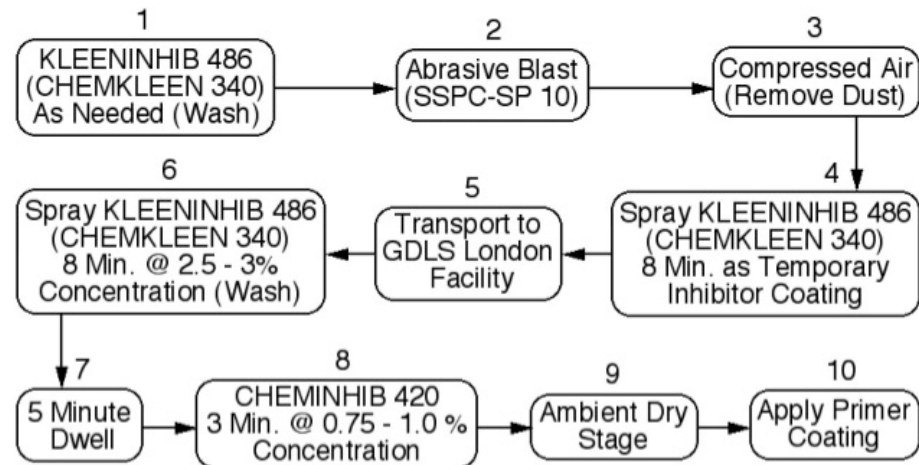 1
KLEENINHIB 486
(CHEMKLEEN 340)
As Needed (Wash)
2
Abrasive Blast
(SSPC-SP 10)
3
Compressed Air
(Remove Dust)
4
Spray KLEENINHIB 486
(CHEMKLEEN 340)
8 Min. as Temporary
Inhibitor Coating
5
Transport to
GDLS London
Facility
6
Spray KLEENINHIB 486
(CHEMKLEEN 340)
8 Min. @ 2.5 - 3%
Concentration (Wash)
7
5 Minute
Dwell
8
CHEMINHIB 420
3 Min. @ 0.75 - 1.0 %
Concentration
9
Ambient Dry
Stage
10
Apply Primer
Coating